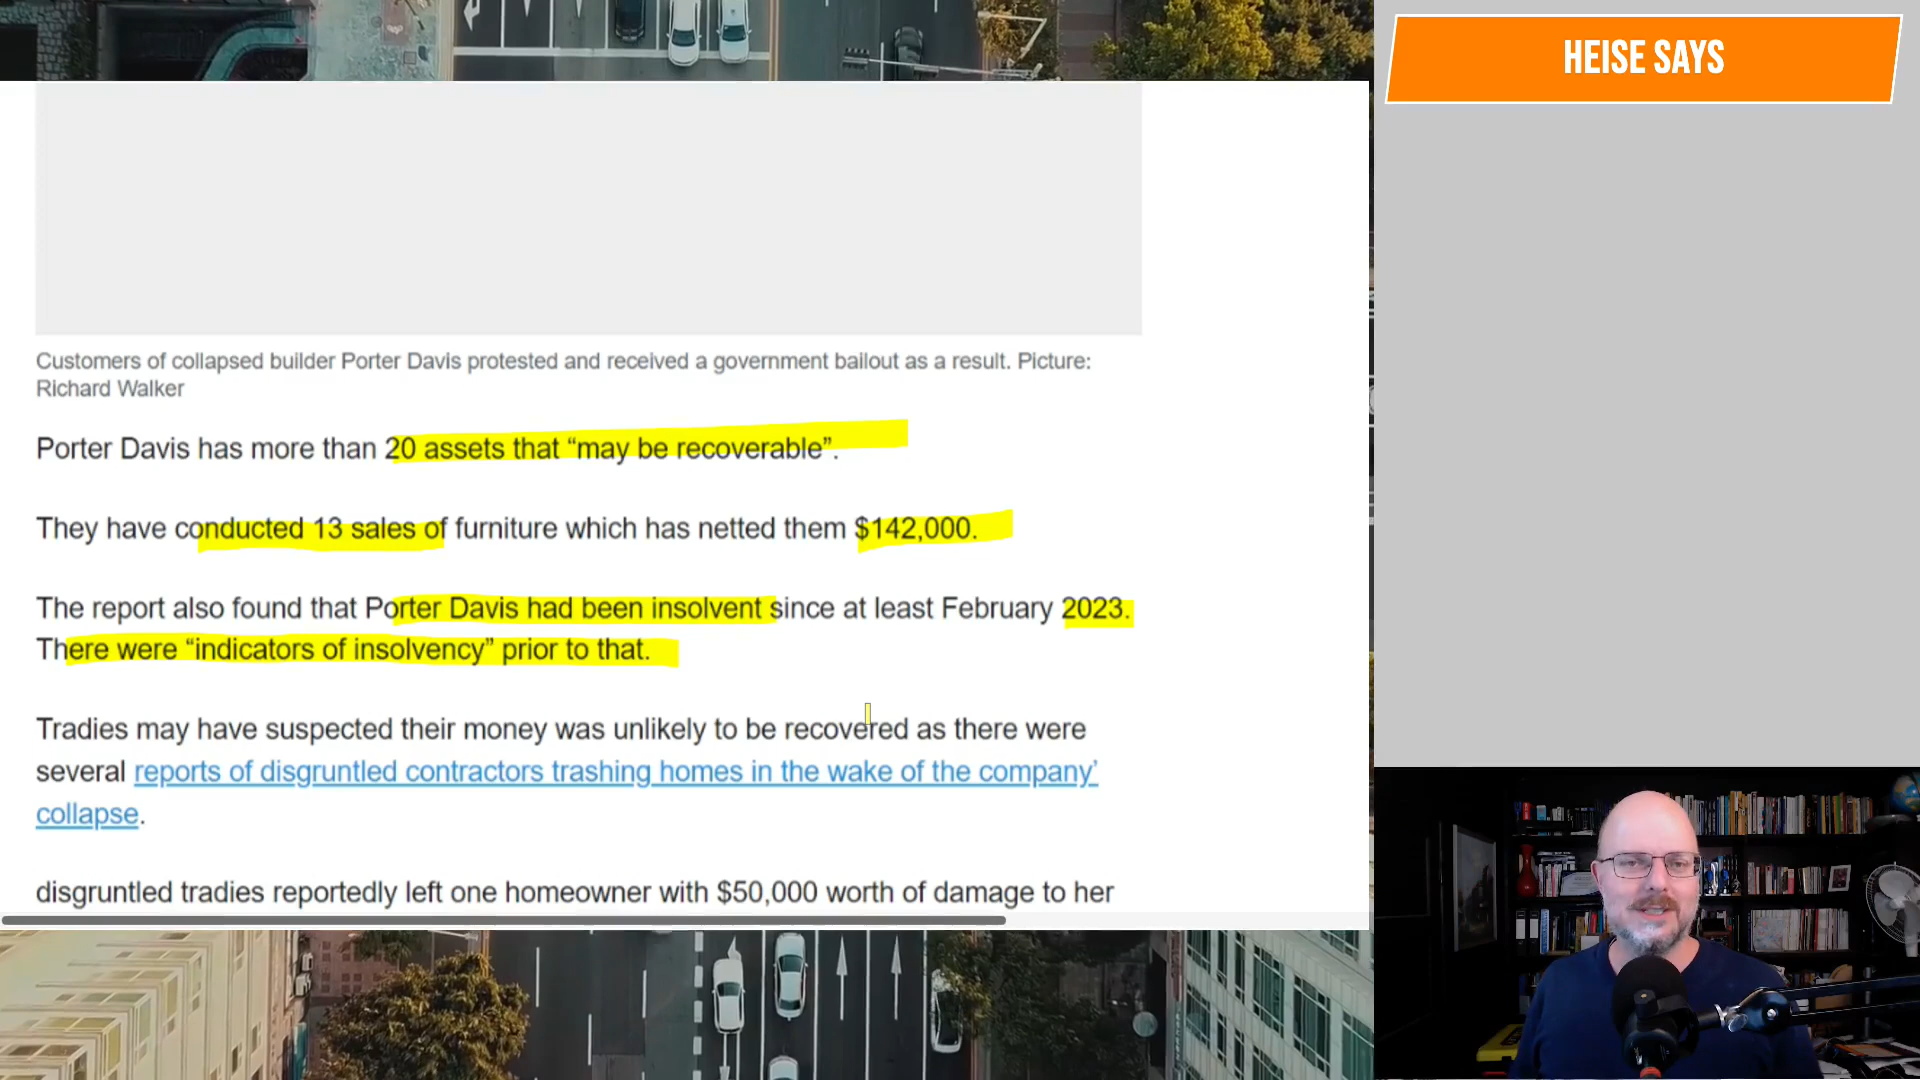 HEISE SAYS
Customers of collapsed builder Porter Davis protested and received a government bailout as a result. Picture:
Richard Walker
Porter Davis has more than 20 assets that “may be recoverable”.
They have conducted 13 sales of furniture which has netted them $142,000.
The report also found that Porter Davis had been insolvent since at least February 2023.
There were “indicators of insolvency” prior to that.
Tradies may have suspected their money was unlikely to be recovered as there were
several reports of disgruntled contractors trashing homes in the wake of the company’
collapse.
disgruntled tradies reportedly left one homeowner with $50,000 worth of damage to her